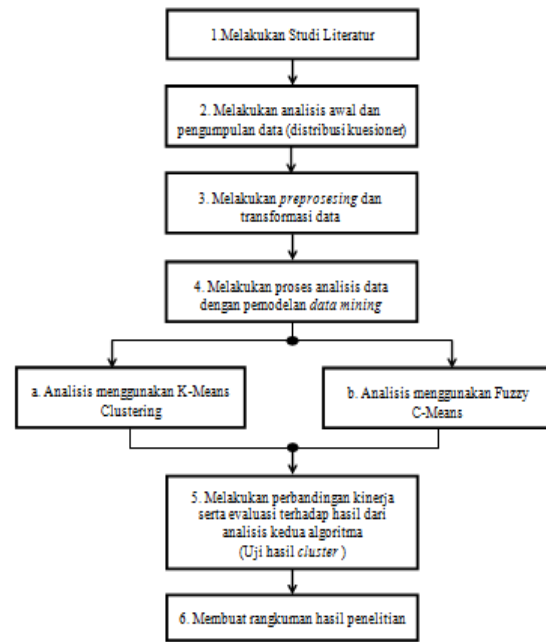 1.Melakukan Studi Literatur
2. Melakukan analisis awal dan
pengumpulan data (distribusi kuesioner)
3. Melakukan preprosesing dan
transformasi data
4. Melakukan proses analisis data
dengan pemodelan data mining
a. Analisis menggunakan K-Means
Clustering
b. Analisis menggunakan Fuzzy
C-Means
5. Melakukan perbandingan kinerja
serta evaluasi terhadap hasil dari
analisis kedua algoritma
(Uji hasil cluster )
6. Membuat rangkuman hasil penelitian